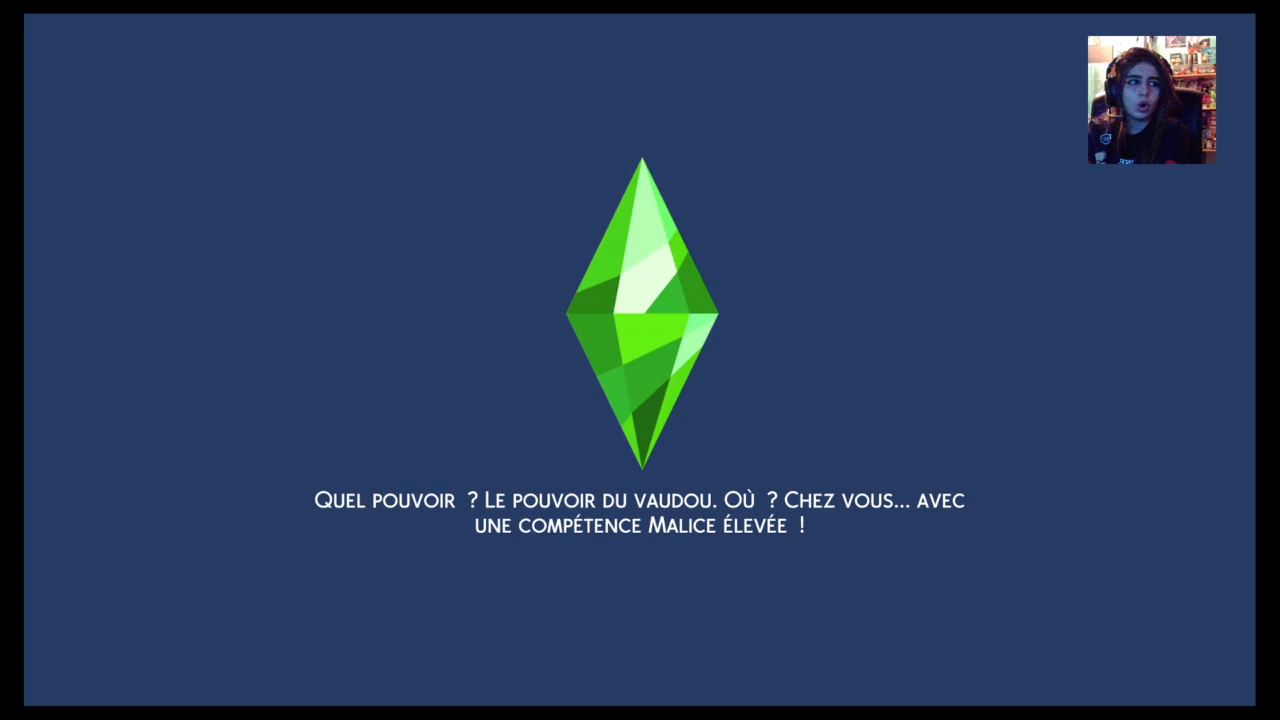 Quel pouvoir  ? Le pouvoir du vaudou. Où  ? Chez vous... avec
une compétence Malice élevée  !